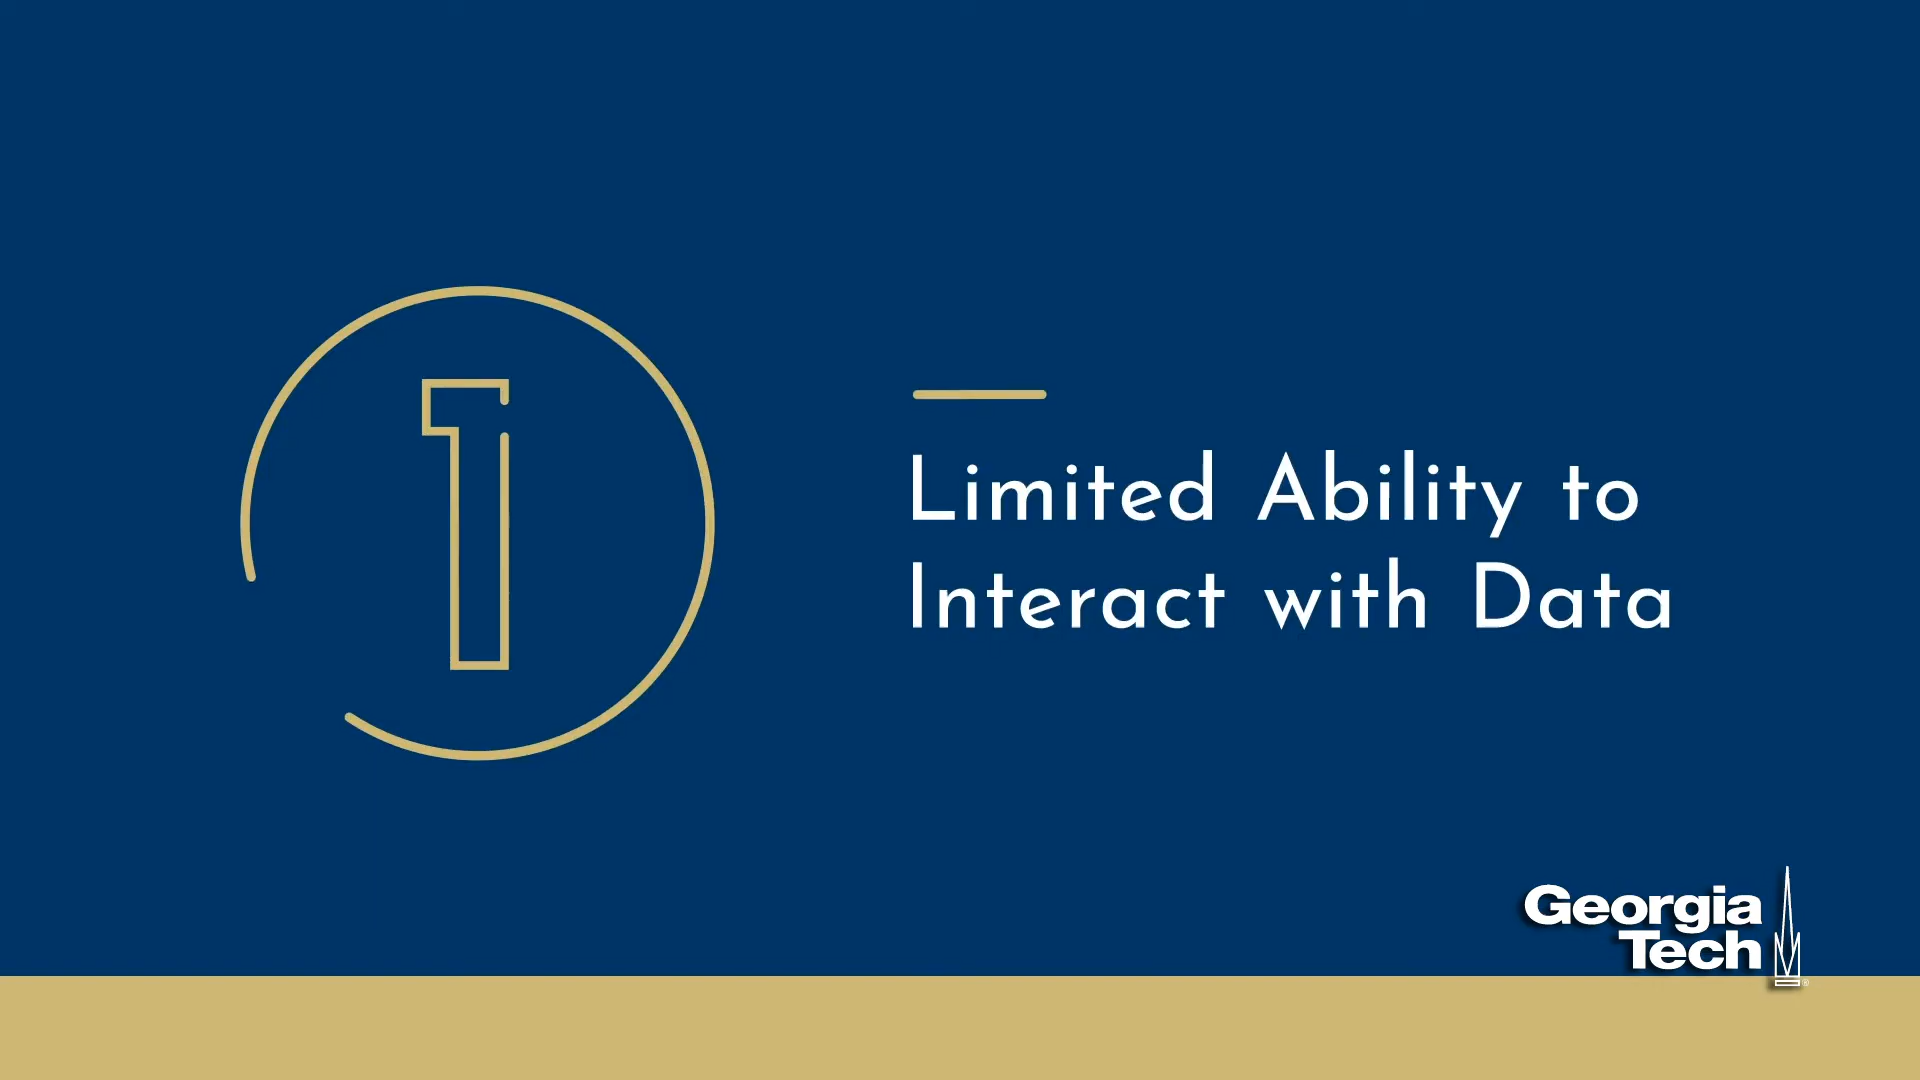 1
Limited Ability to
Interact with Data
Georgia
Tech
®